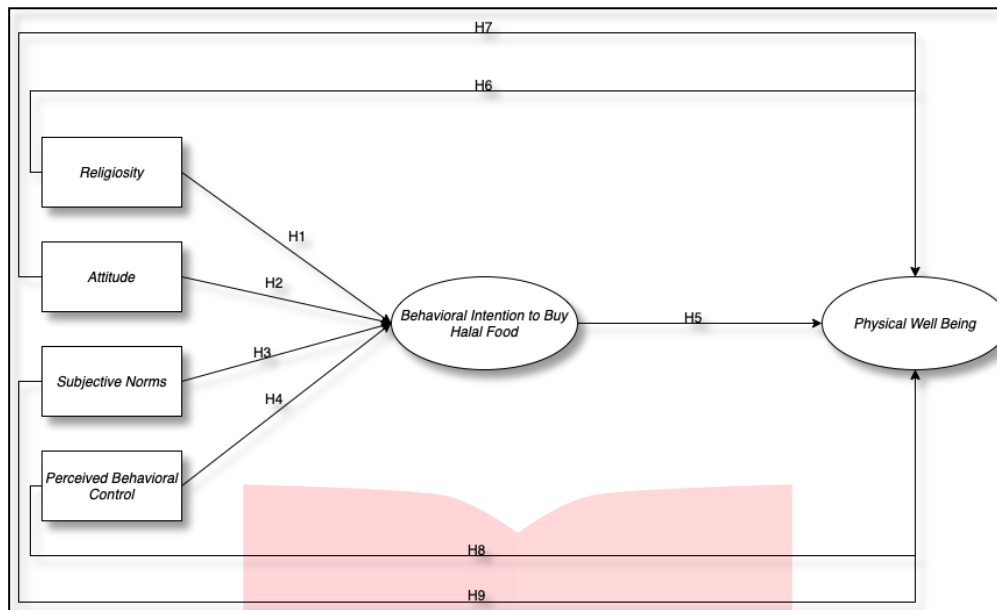 H7
H6
Religiosity
H1
Attitude
H2
Behavioral Intention to Buy
Halal Food
H5
Physical Well Being
H3
Subjective Norms
H4
Perceived Behavioral
Control
H8
H9